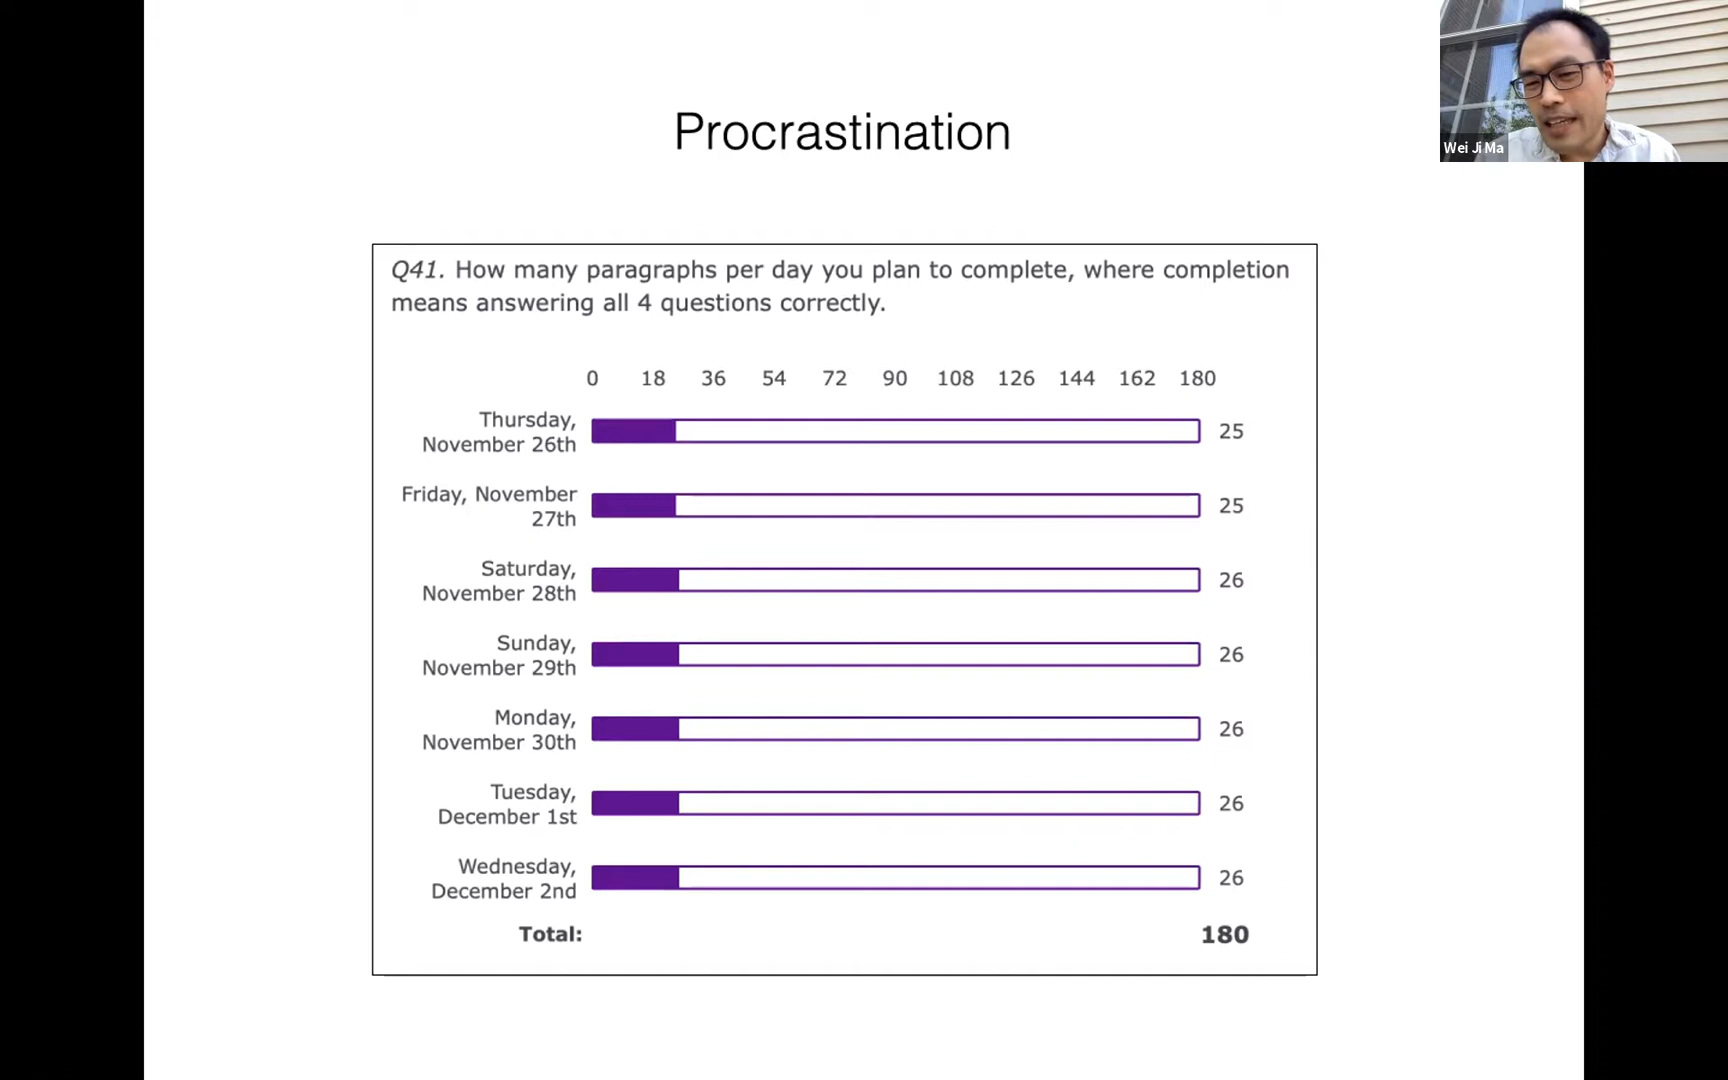 Procrastination
Wei Ji Ma
Q41. How many paragraphs per day you plan to complete, where completion
means answering all 4 questions correctly.
0 18 36 54 72 90 108 126 144 162 180
Thursday,
November 26th
25
Friday, November
27th
25
Saturday,
November 28th
26
Sunday,
November 29th
26
Monday,
November 30th
26
Tuesday,
December 1st
26
Wednesday,
December 2nd
26
Total: 180